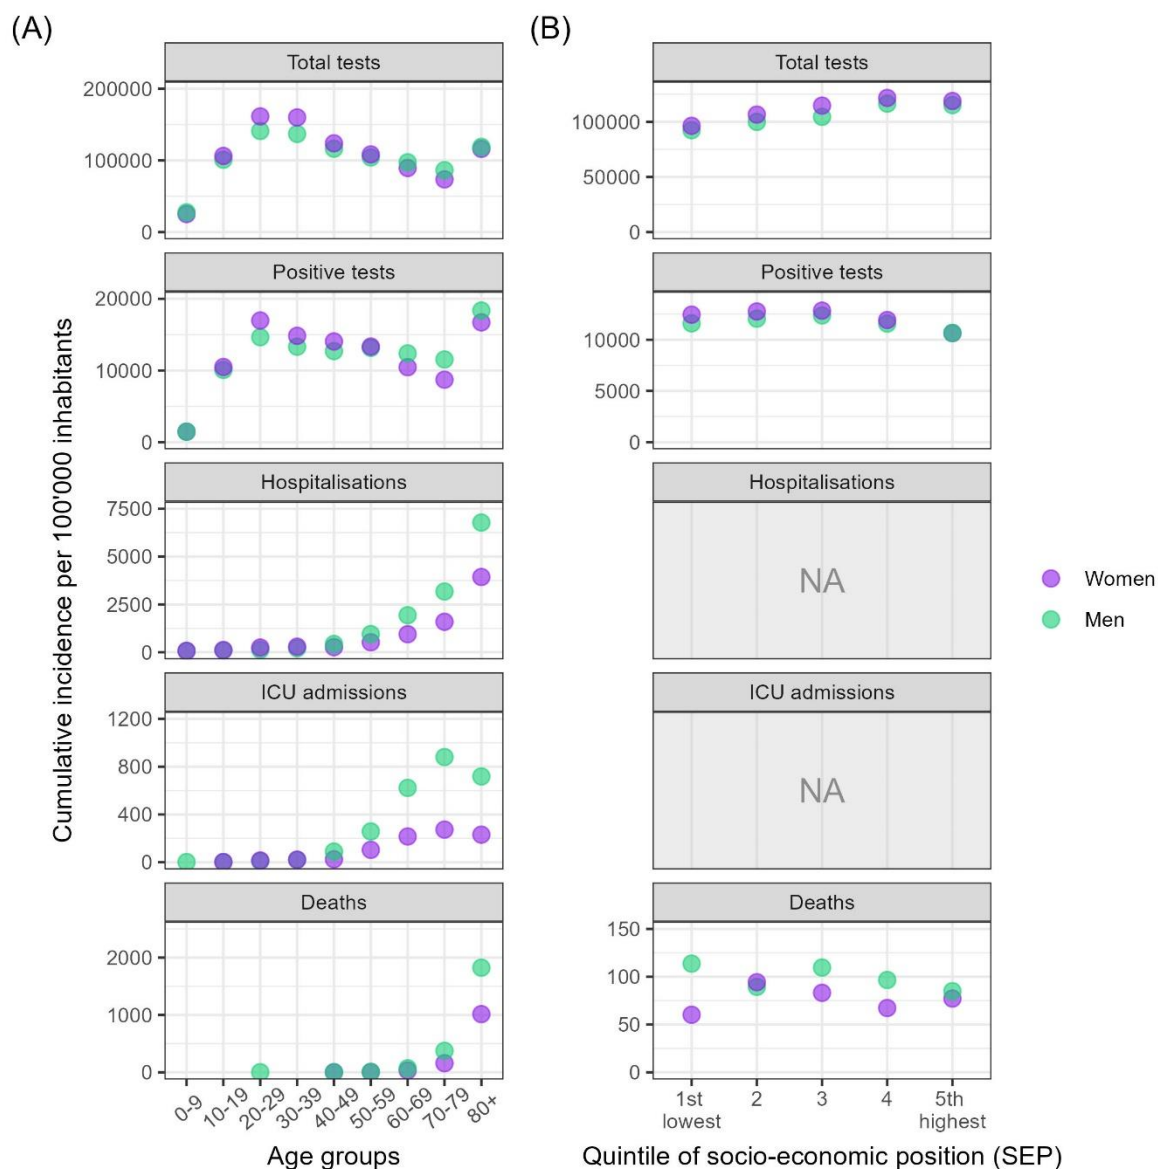 (A)
(B)
Total tests
Total tests
200000
100000
0
100000
50000
0
Positive tests
Positive tests
20000
10000
0
10000
5000
0
Hospitalisations
Hospitalisations
7500
5000
2500
0
NA
ICU admissions
ICU admissions
1200
800
400
0
NA
Deaths
Deaths
2000
1000
0
150
100
50
0
0-9
10-19
20-29
30-39
40-49
50-59
60-69
70-79
80+
1st
lowest
2
3
4
5th
highest
Age groups
Quintile of socio-economic position (SEP)
Cumulative incidence per 100'000 inhabitants
Women
Men